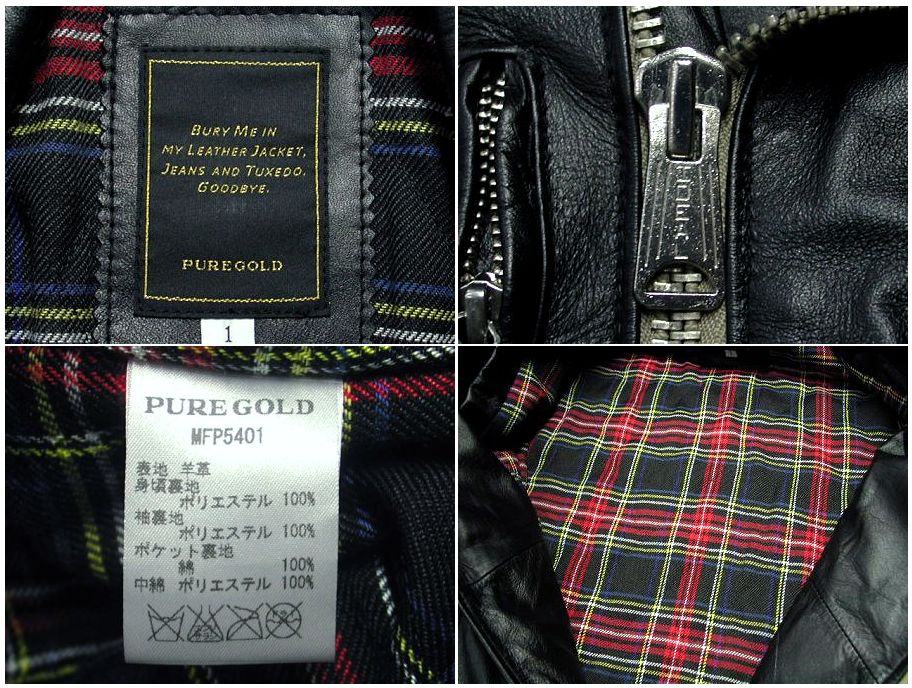 BURY ME IN
MY LEATHER JACKET,
JEANS AND TUXEDO.
GOODBYE.
PUREGOLD
1
PURE GOLD
MFP5401
表地 羊革
身頃裏地
ポリエステル 100%
袖裏地
ポリエステル 100%
ポケット裏地
綿 100%
中綿 ポリエステル 100%